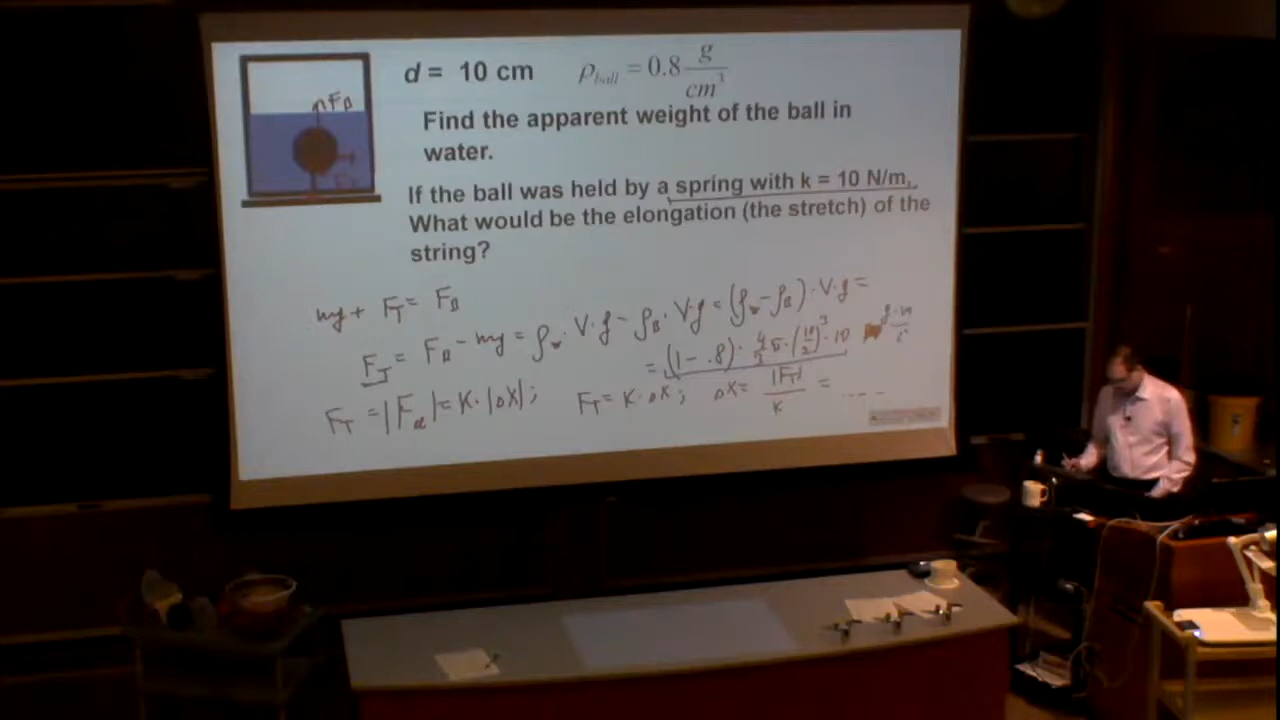 d = 10 cm ρball = 0.8 g/cm³
FB
Find the apparent weight of the ball in
water.
If the ball was held by a spring with k = 10 N/m,
What would be the elongation (the stretch) of the
string?
mg + FT = FB
FT = FB - mg = ρw · V·g - ρB · V·g = (ρw - ρB) · V·g =
= (1 - .8) · 4/3 π · (10/2)³ · 10
FT = |Fel| = K · |ΔX| ; FT = K · ΔX ; ΔX = |FT|/K = ....